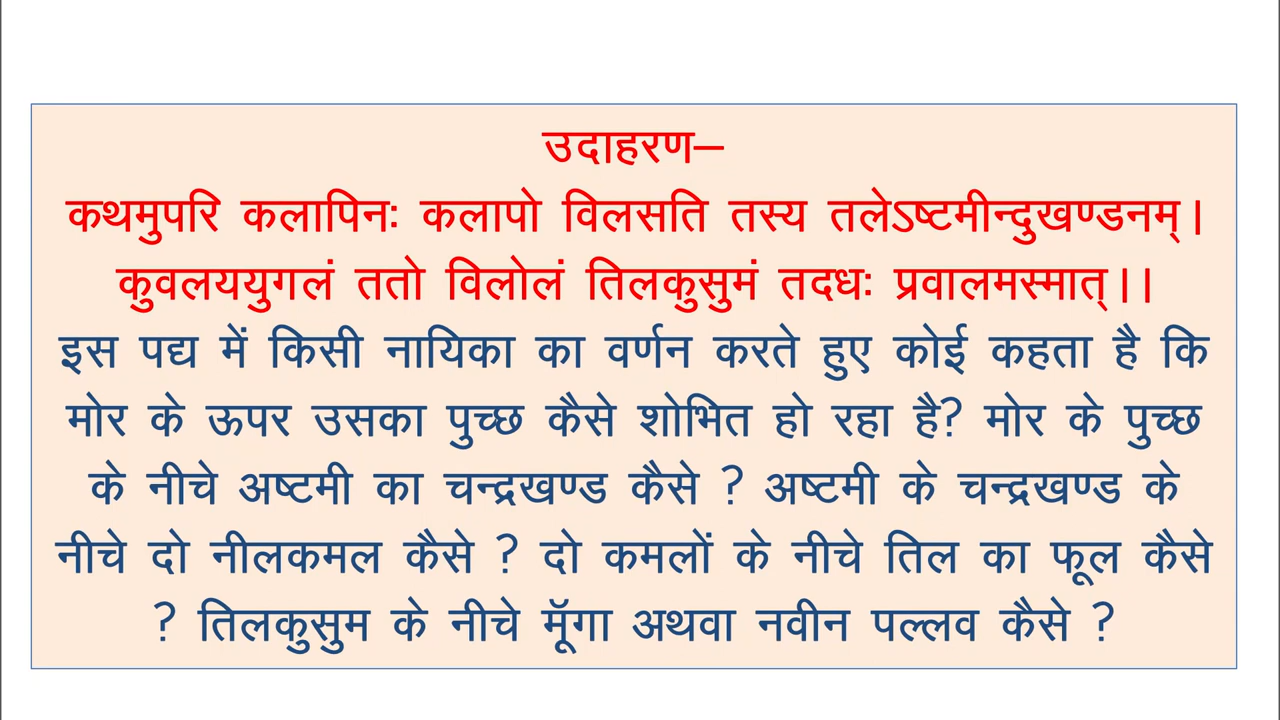 उदाहरण–
कथमुपरि कलापिनः कलापो विलसति तस्य तलेऽष्टमीन्दुखण्डनम्।
कुवलययुगलं ततो विलोलं तिलकुसुमं तदधः प्रवालमस्मात्।।
इस पद्य में किसी नायिका का वर्णन करते हुए कोई कहता है कि
मोर के ऊपर उसका पुच्छ कैसे शोभित हो रहा है? मोर के पुच्छ
के नीचे अष्टमी का चन्द्रखण्ड कैसे ? अष्टमी के चन्द्रखण्ड के
नीचे दो नीलकमल कैसे ? दो कमलों के नीचे तिल का फूल कैसे
? तिलकुसुम के नीचे मूॅंगा अथवा नवीन पल्लव कैसे ?